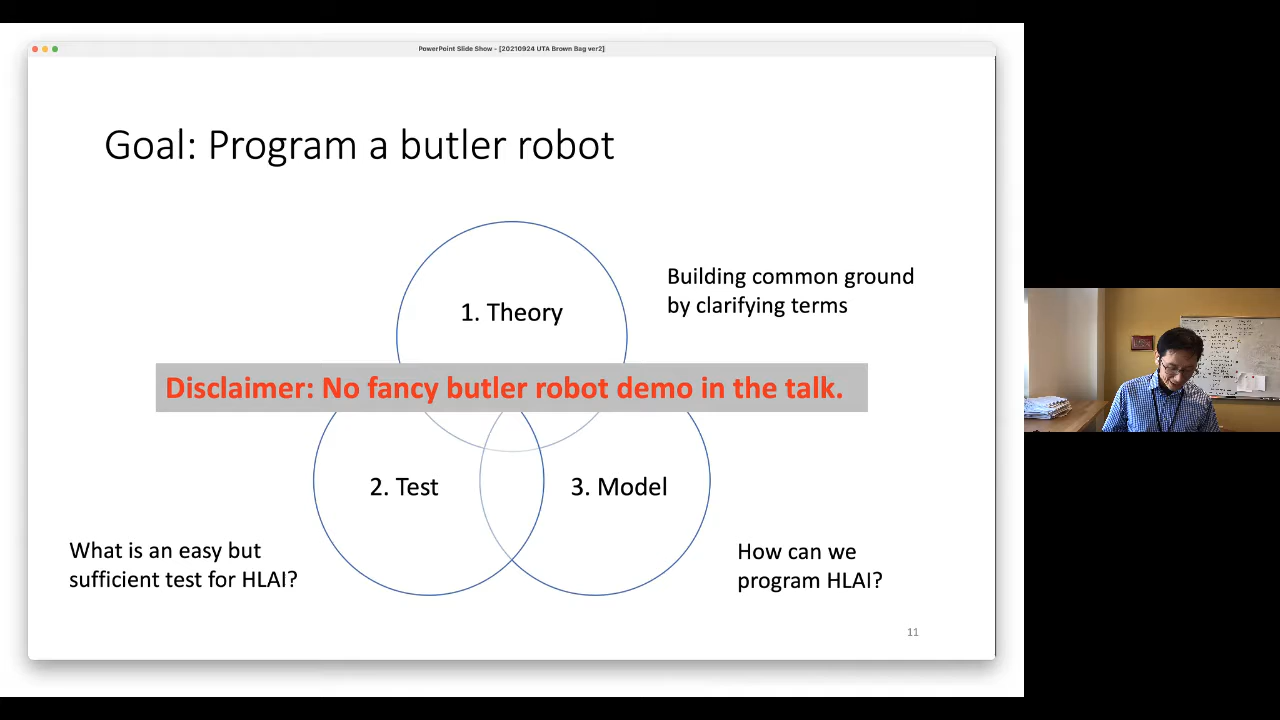 PowerPoint Slide Show - [20210924 UTA Brown Bag ver2]
Goal: Program a butler robot
Building common ground
by clarifying terms
1. Theory
Disclaimer: No fancy butler robot demo in the talk.
2. Test
3. Model
What is an easy but
sufficient test for HLAI?
How can we
program HLAI?
11